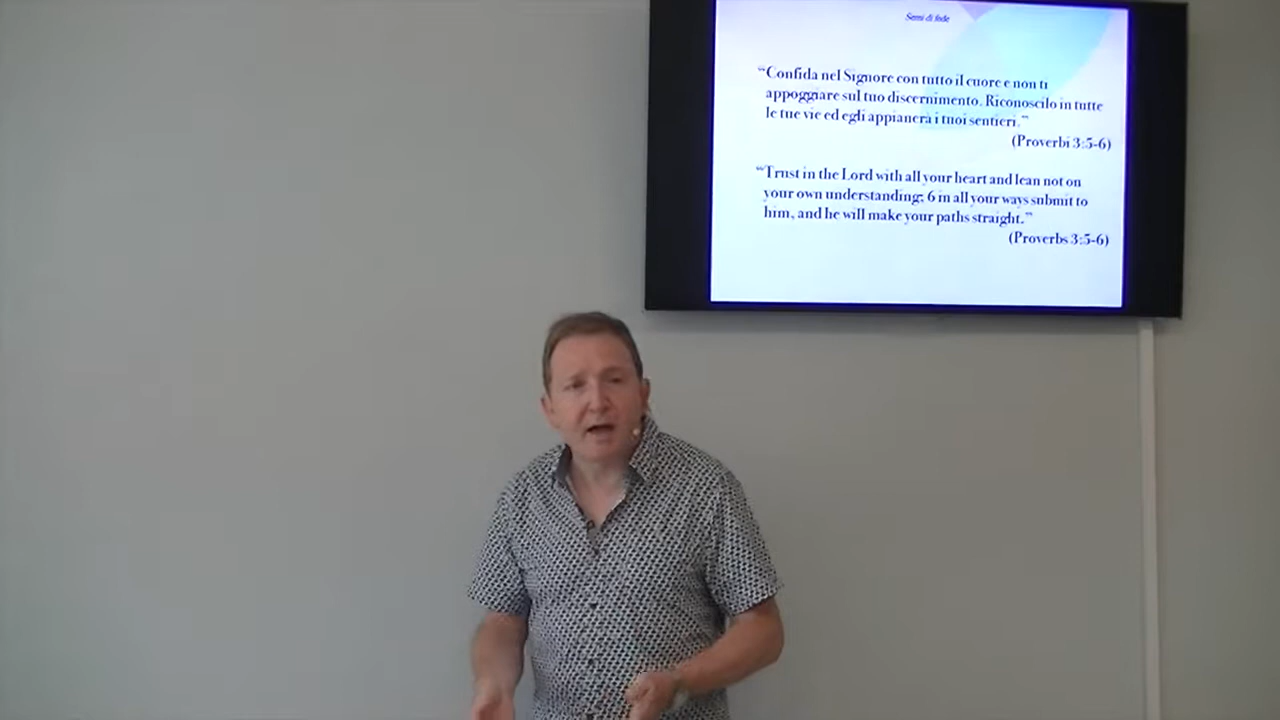 Semi di fede
“Confida nel Signore con tutto il cuore e non ti
appoggiare sul tuo discernimento. Riconoscilo in tutte
le tue vie ed egli appianerà i tuoi sentieri.”
(Proverbi 3:5-6)
“Trust in the Lord with all your heart and lean not on
your own understanding; 6 in all your ways submit to
him, and he will make your paths straight.”
(Proverbs 3:5-6)